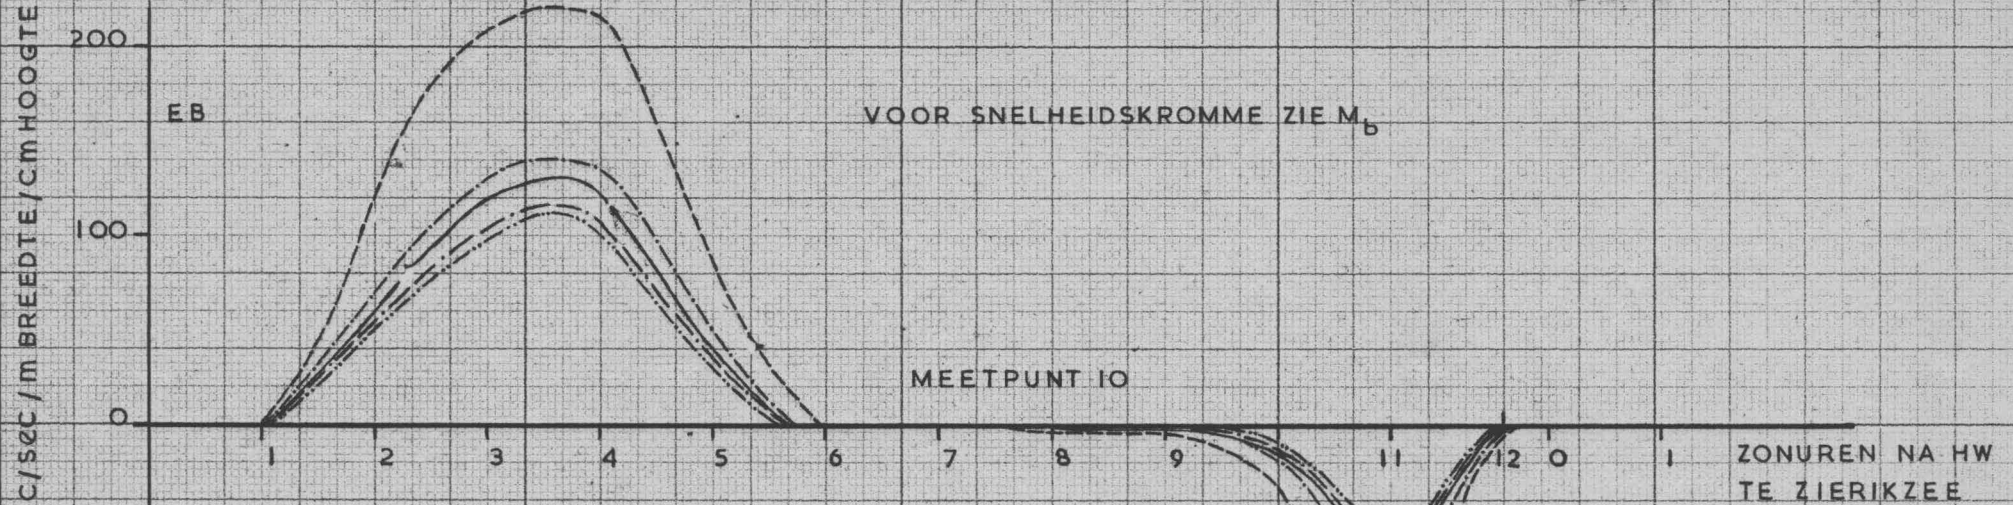 C/sec/m BREEDTE/cm HOOGTE
200
EB
VOOR SNELHEIDSKROMME ZIE Mb
100
MEETPUNT 10
0
1 2 3 4 5 6 7 8 9 11 12 0 1
ZONUREN NA HW
TE ZIERIKZEE